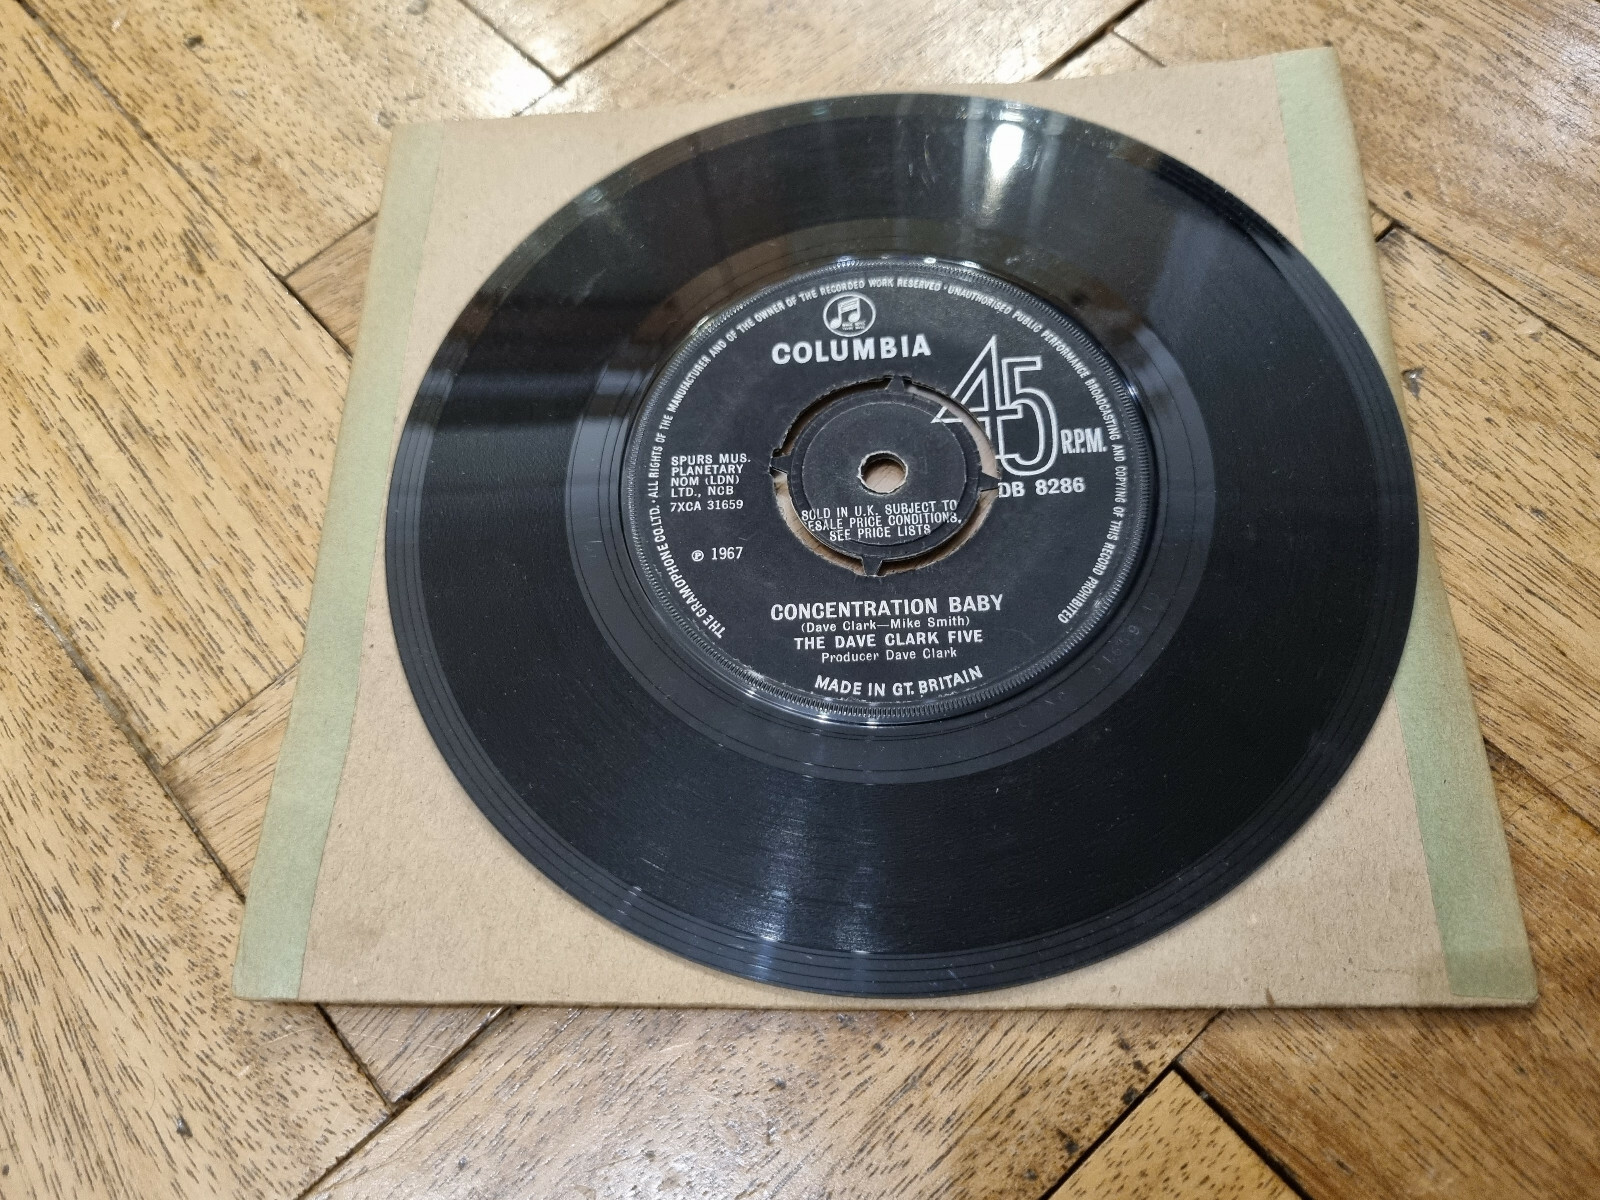 THE GRAMOPHONE CO. LTD. · ALL RIGHTS OF THE MANUFACTURER AND OF THE OWNER OF THE RECORDED WORK RESERVED · UNAUTHORISED PUBLIC PERFORMANCE BROADCASTING AND COPYING OF THIS RECORD PROHIBITED
COLUMBIA
45
R.P.M.
DB 8286
SPURS MUS.
PLANETARY
NOM (LDN)
LTD., NCB
7XCA 31659
℗ 1967
SOLD IN U.K. SUBJECT TO
ESALE PRICE CONDITIONS,
SEE PRICE LISTS
CONCENTRATION BABY
(Dave Clark—Mike Smith)
THE DAVE CLARK FIVE
Producer Dave Clark
MADE IN GT. BRITAIN